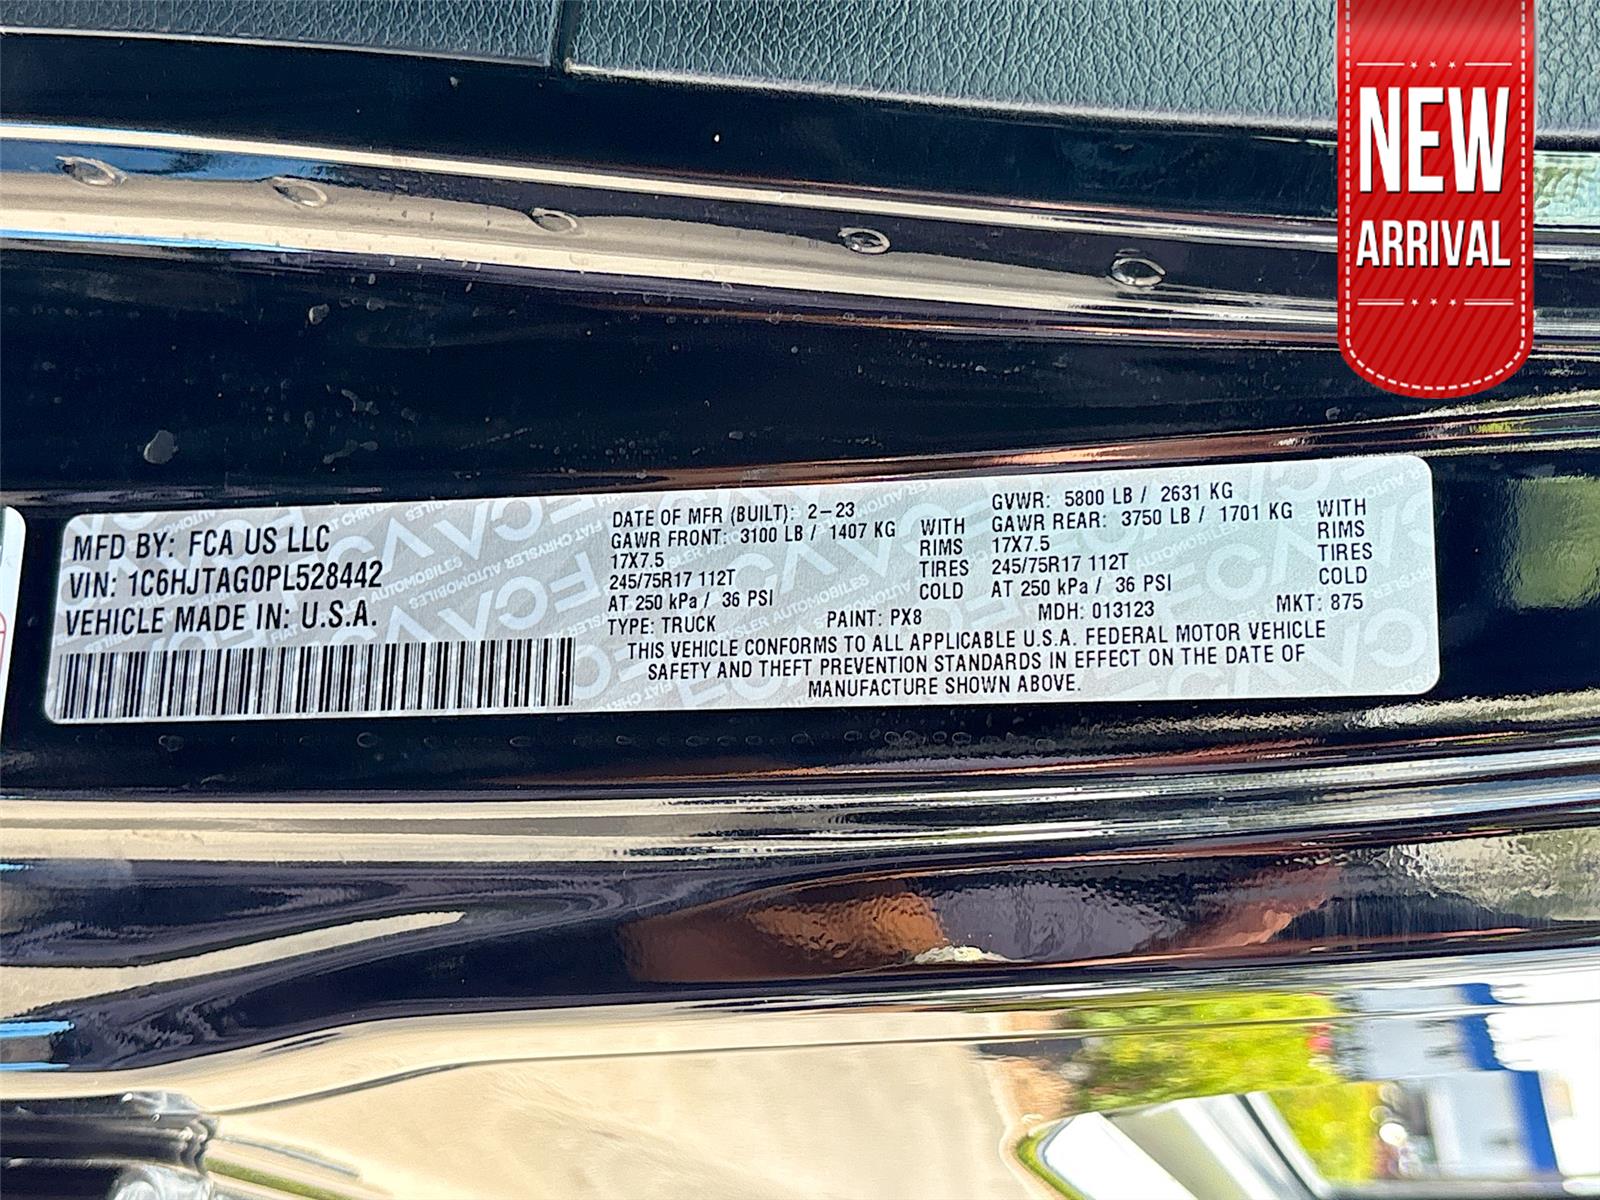 NEW
ARRIVAL
MFD BY: FCA US LLC
VIN: 1C6HJTAG0PL528442
VEHICLE MADE IN: U.S.A.
DATE OF MFR (BUILT): 2-23
GAWR FRONT: 3100 LB / 1407 KG WITH
17X7.5 RIMS
245/75R17 112T TIRES
AT 250 kPa / 36 PSI COLD
GVWR: 5800 LB / 2631 KG
GAWR REAR: 3750 LB / 1701 KG WITH
17X7.5 RIMS
245/75R17 112T TIRES
AT 250 kPa / 36 PSI COLD
TYPE: TRUCK PAINT: PX8 MDH: 013123 MKT: 875
THIS VEHICLE CONFORMS TO ALL APPLICABLE U.S.A. FEDERAL MOTOR VEHICLE
SAFETY AND THEFT PREVENTION STANDARDS IN EFFECT ON THE DATE OF
MANUFACTURE SHOWN ABOVE.